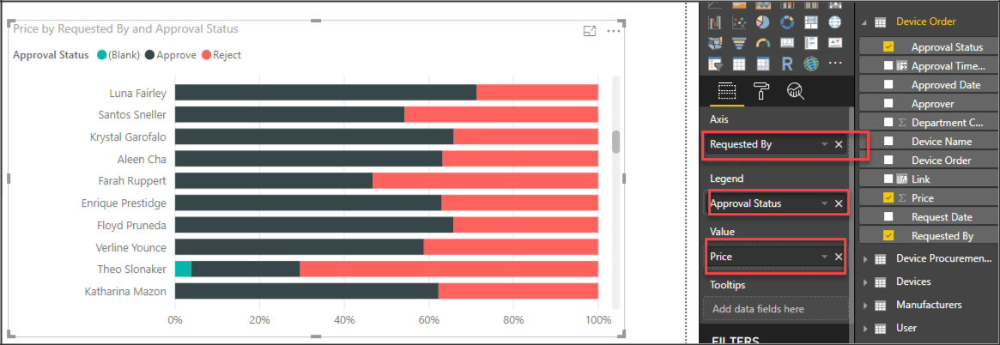 Price by Requested By and Approval Status
Approval Status (Blank) Approve Reject
Luna Fairley
Santos Sneller
Krystal Garofalo
Aleen Cha
Farah Ruppert
Enrique Prestidge
Floyd Pruneda
Verline Younce
Theo Slonaker
Katharina Mazon
0% 20% 40% 60% 80% 100%
R
Axis
Requested By
Legend
Approval Status
Value
Price
Tooltips
Add data fields here
FILTERS
Device Order
Approval Status
Approval Time...
Approved Date
Approver
Department C...
Device Name
Device Order
Link
Price
Request Date
Requested By
Device Procuremen...
Devices
Manufacturers
User